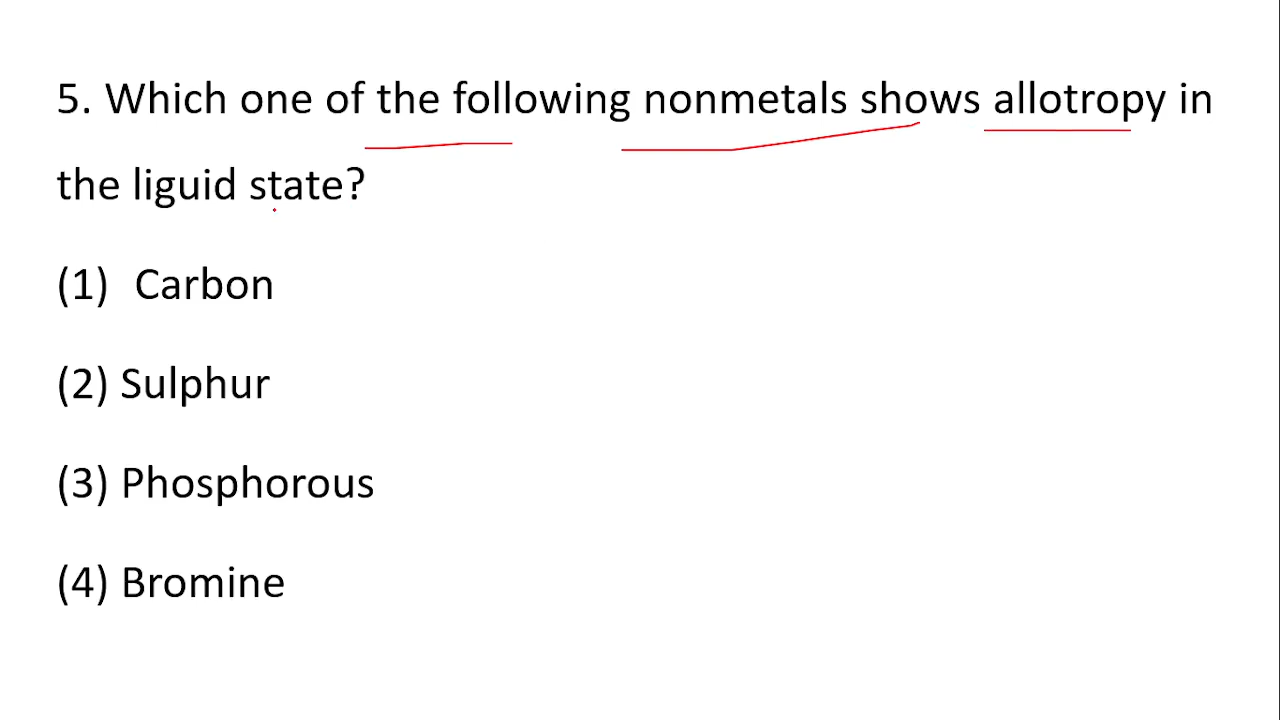 5. Which one of the following nonmetals shows allotropy in
the liguid state?
(1) Carbon
(2) Sulphur
(3) Phosphorous
(4) Bromine